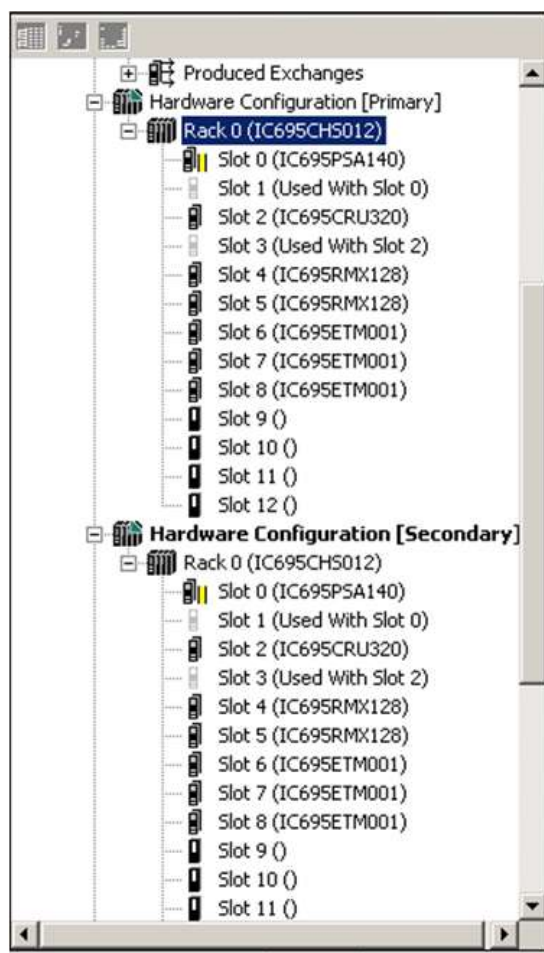 Produced Exchanges
Hardware Configuration [Primary]
Rack 0 (IC695CHS012)
Slot 0 (IC695PSA140)
Slot 1 (Used With Slot 0)
Slot 2 (IC695CRU320)
Slot 3 (Used With Slot 2)
Slot 4 (IC695RMX128)
Slot 5 (IC695RMX128)
Slot 6 (IC695ETM001)
Slot 7 (IC695ETM001)
Slot 8 (IC695ETM001)
Slot 9 ()
Slot 10 ()
Slot 11 ()
Slot 12 ()
Hardware Configuration [Secondary]
Rack 0 (IC695CHS012)
Slot 0 (IC695PSA140)
Slot 1 (Used With Slot 0)
Slot 2 (IC695CRU320)
Slot 3 (Used With Slot 2)
Slot 4 (IC695RMX128)
Slot 5 (IC695RMX128)
Slot 6 (IC695ETM001)
Slot 7 (IC695ETM001)
Slot 8 (IC695ETM001)
Slot 9 ()
Slot 10 ()
Slot 11 ()